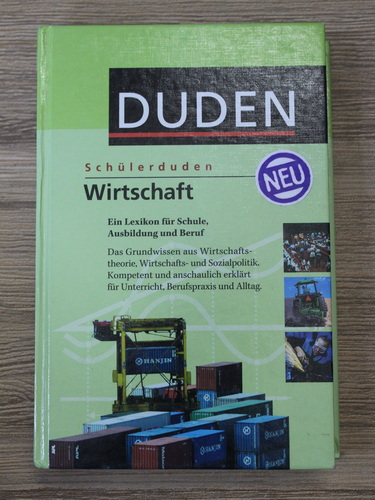 DUDEN
Schülerduden
Wirtschaft
NEU
Ein Lexikon für Schule,
Ausbildung und Beruf
Das Grundwissen aus Wirtschafts-
theorie, Wirtschafts- und Sozialpolitik.
Kompetent und anschaulich erklärt
für Unterricht, Berufspraxis und Alltag.
HANJIN
HANJIN